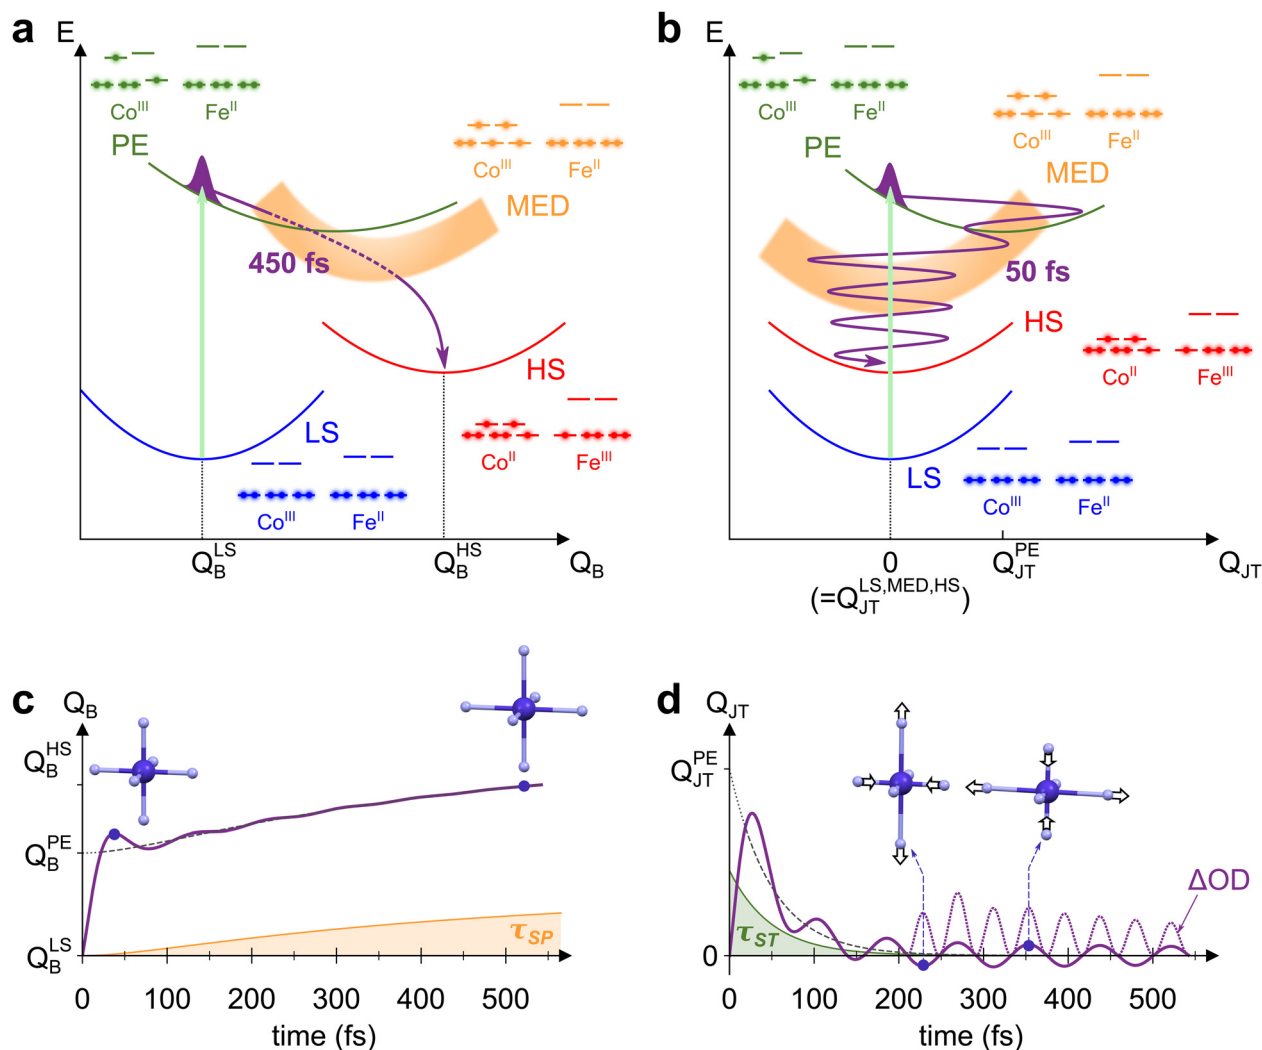 a
E
Co^III Fe^II
PE
Co^III Fe^II
MED
450 fs
HS
LS
Co^II Fe^III
Co^III Fe^II
Q_B^LS Q_B^HS Q_B
b
E
Co^III Fe^II
PE
Co^III Fe^II
MED
50 fs
HS
Co^II Fe^III
LS
Co^III Fe^II
0 Q_JT^PE Q_JT
(=Q_JT^LS,MED,HS)
c
Q_B
Q_B^HS
Q_B^PE
τ_SP
Q_B^LS
0 100 200 300 400 500
time (fs)
d
Q_JT
Q_JT^PE
ΔOD
τ_ST
0
0 100 200 300 400 500
time (fs)